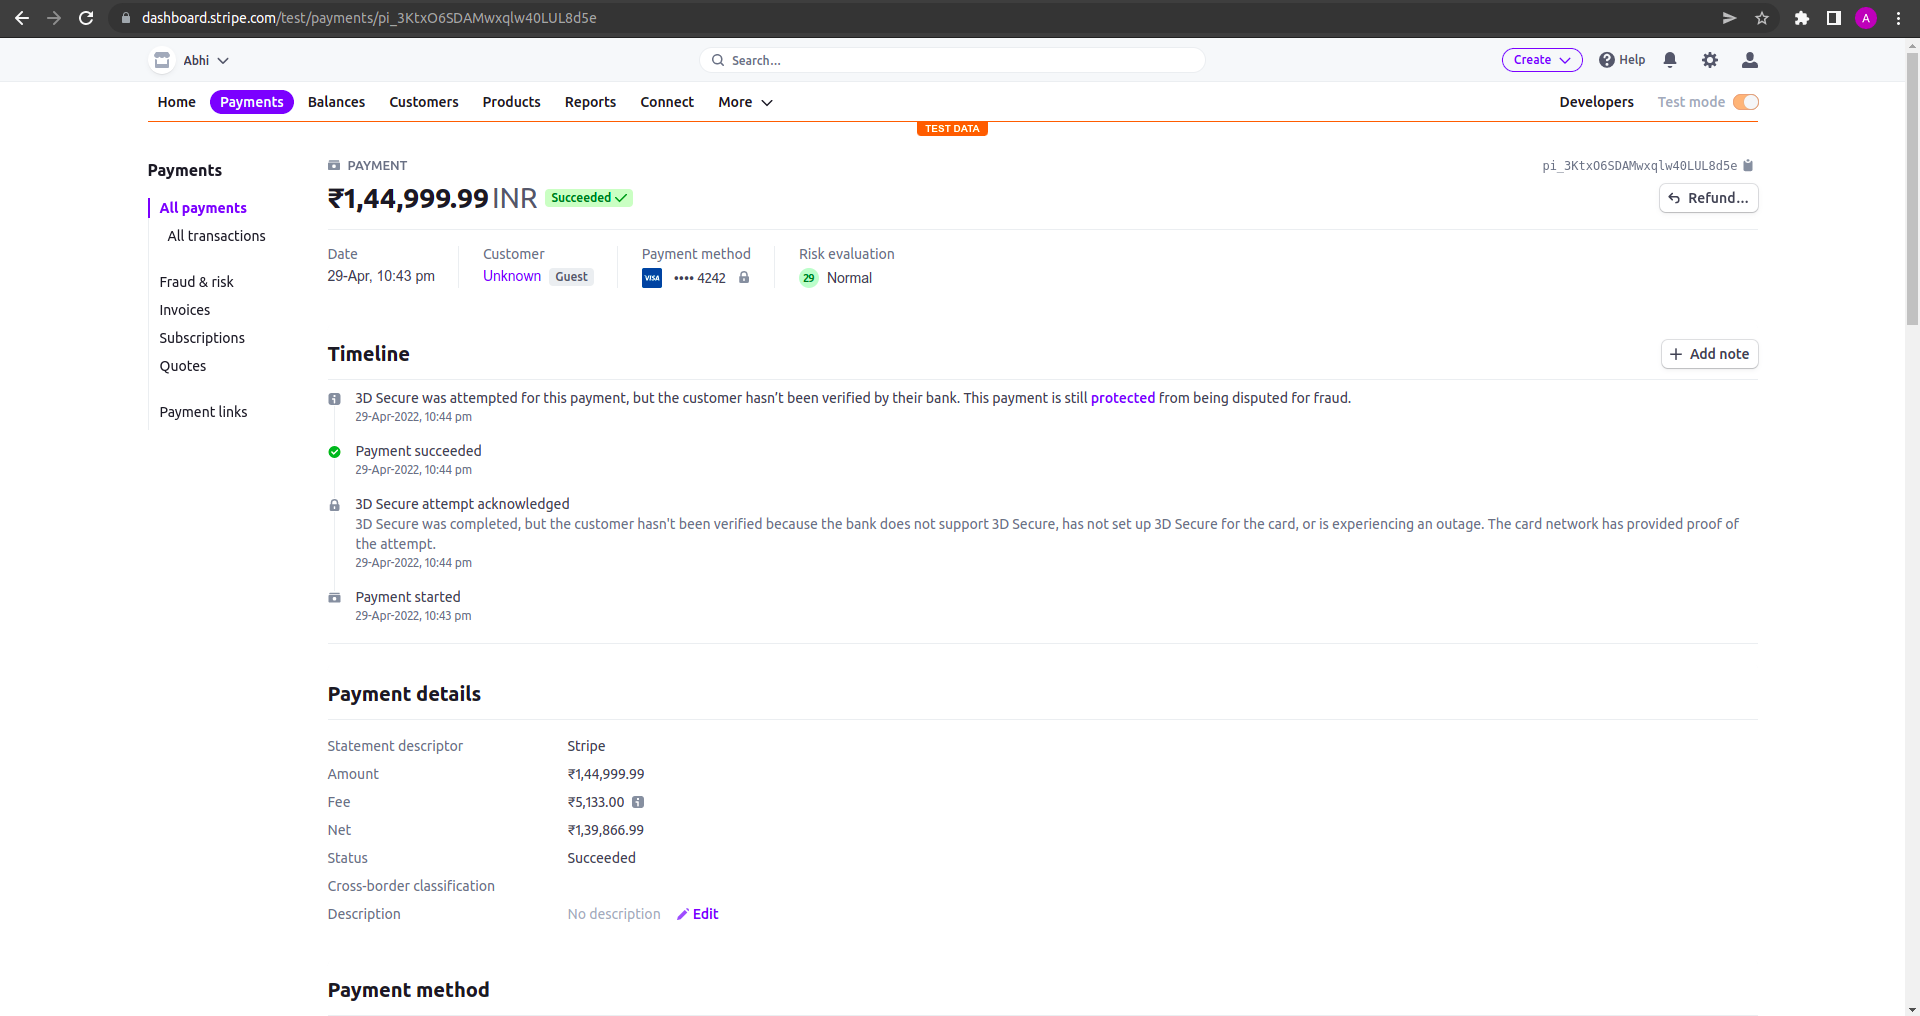 dashboard.stripe.com/test/payments/pi_3KtxO6SDAMwxqlw40LUL8d5e
A
Abhi
Search...
Create
Help
Home Payments Balances Customers Products Reports Connect More
Developers Test mode
TEST DATA
Payments
All payments
All transactions
Fraud & risk
Invoices
Subscriptions
Quotes
Payment links
PAYMENT
pi_3KtxO6SDAMwxqlw40LUL8d5e
₹1,44,999.99 INR Succeeded
Refund...
Date
29-Apr, 10:43 pm
Customer
Unknown Guest
Payment method
VISA •••• 4242
Risk evaluation
29 Normal
Timeline
Add note
3D Secure was attempted for this payment, but the customer hasn’t been verified by their bank. This payment is still protected from being disputed for fraud.
29-Apr-2022, 10:44 pm
Payment succeeded
29-Apr-2022, 10:44 pm
3D Secure attempt acknowledged
3D Secure was completed, but the customer hasn't been verified because the bank does not support 3D Secure, has not set up 3D Secure for the card, or is experiencing an outage. The card network has provided proof of
the attempt.
29-Apr-2022, 10:44 pm
Payment started
29-Apr-2022, 10:43 pm
Payment details
Statement descriptor Stripe
Amount ₹1,44,999.99
Fee ₹5,133.00
Net ₹1,39,866.99
Status Succeeded
Cross-border classification
Description No description Edit
Payment method